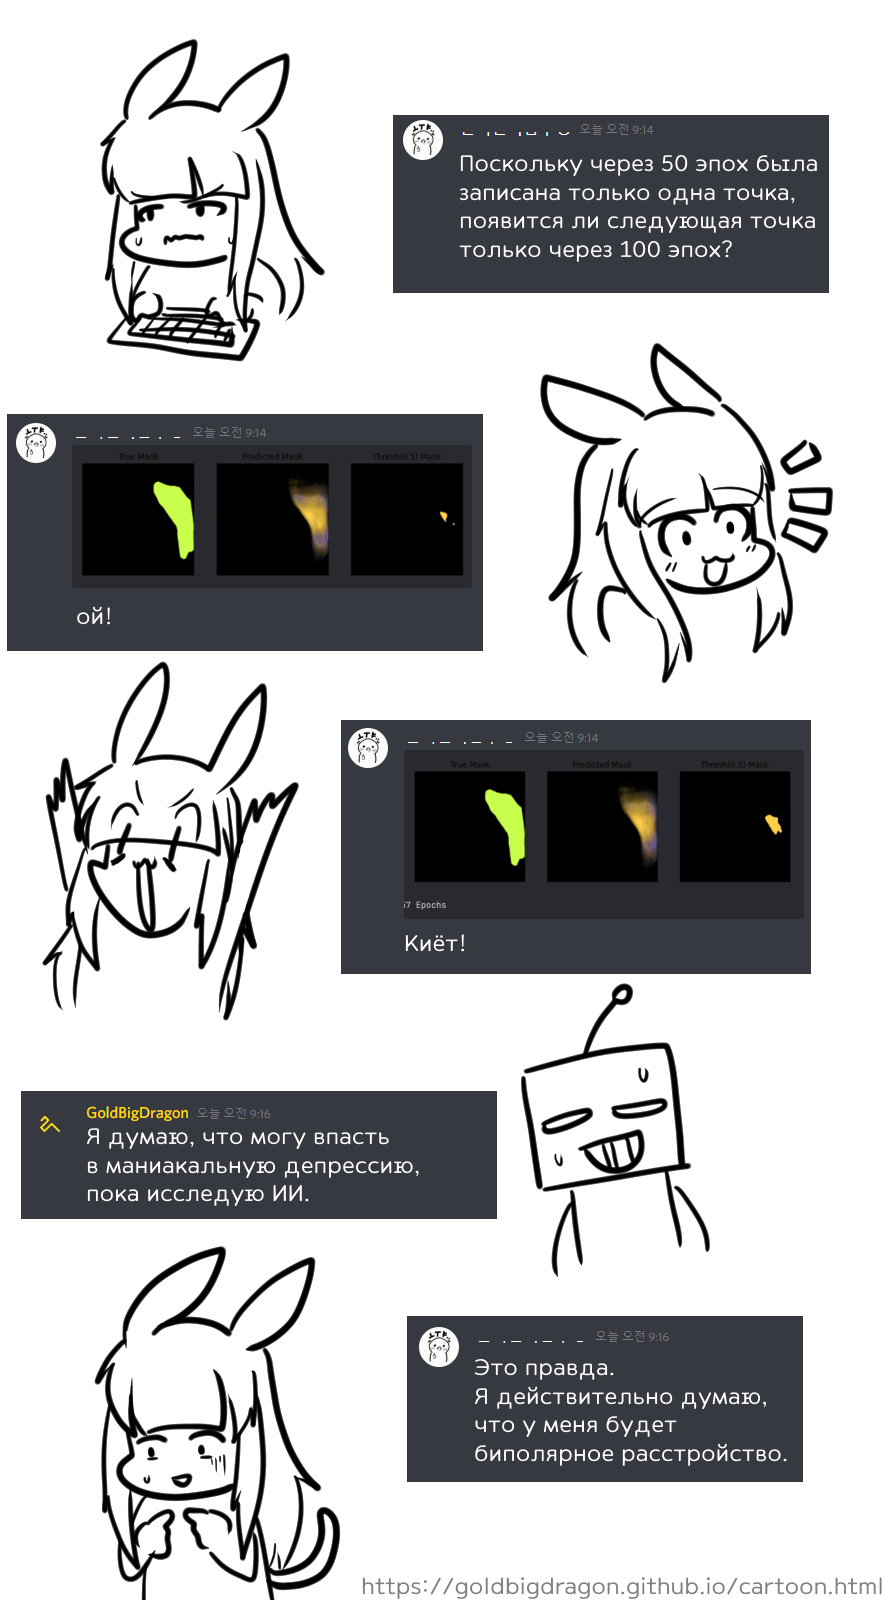 오늘 오전 9:14
Поскольку через 50 эпох была
записана только одна точка,
появится ли следующая точка
только через 100 эпох?
오늘 오전 9:14
True Mask
Predicted Mask
Thresh(0.5) Mask
ой!
오늘 오전 9:14
True Mask
Predicted Mask
Thresh(0.5) Mask
7 Epochs
Киёт!
GoldBigDragon 오늘 오전 9:16
Я думаю, что могу впасть
в маниакальную депрессию,
пока исследую ИИ.
오늘 오전 9:16
Это правда.
Я действительно думаю,
что у меня будет
биполярное расстройство.
https://goldbigdragon.github.io/cartoon.html